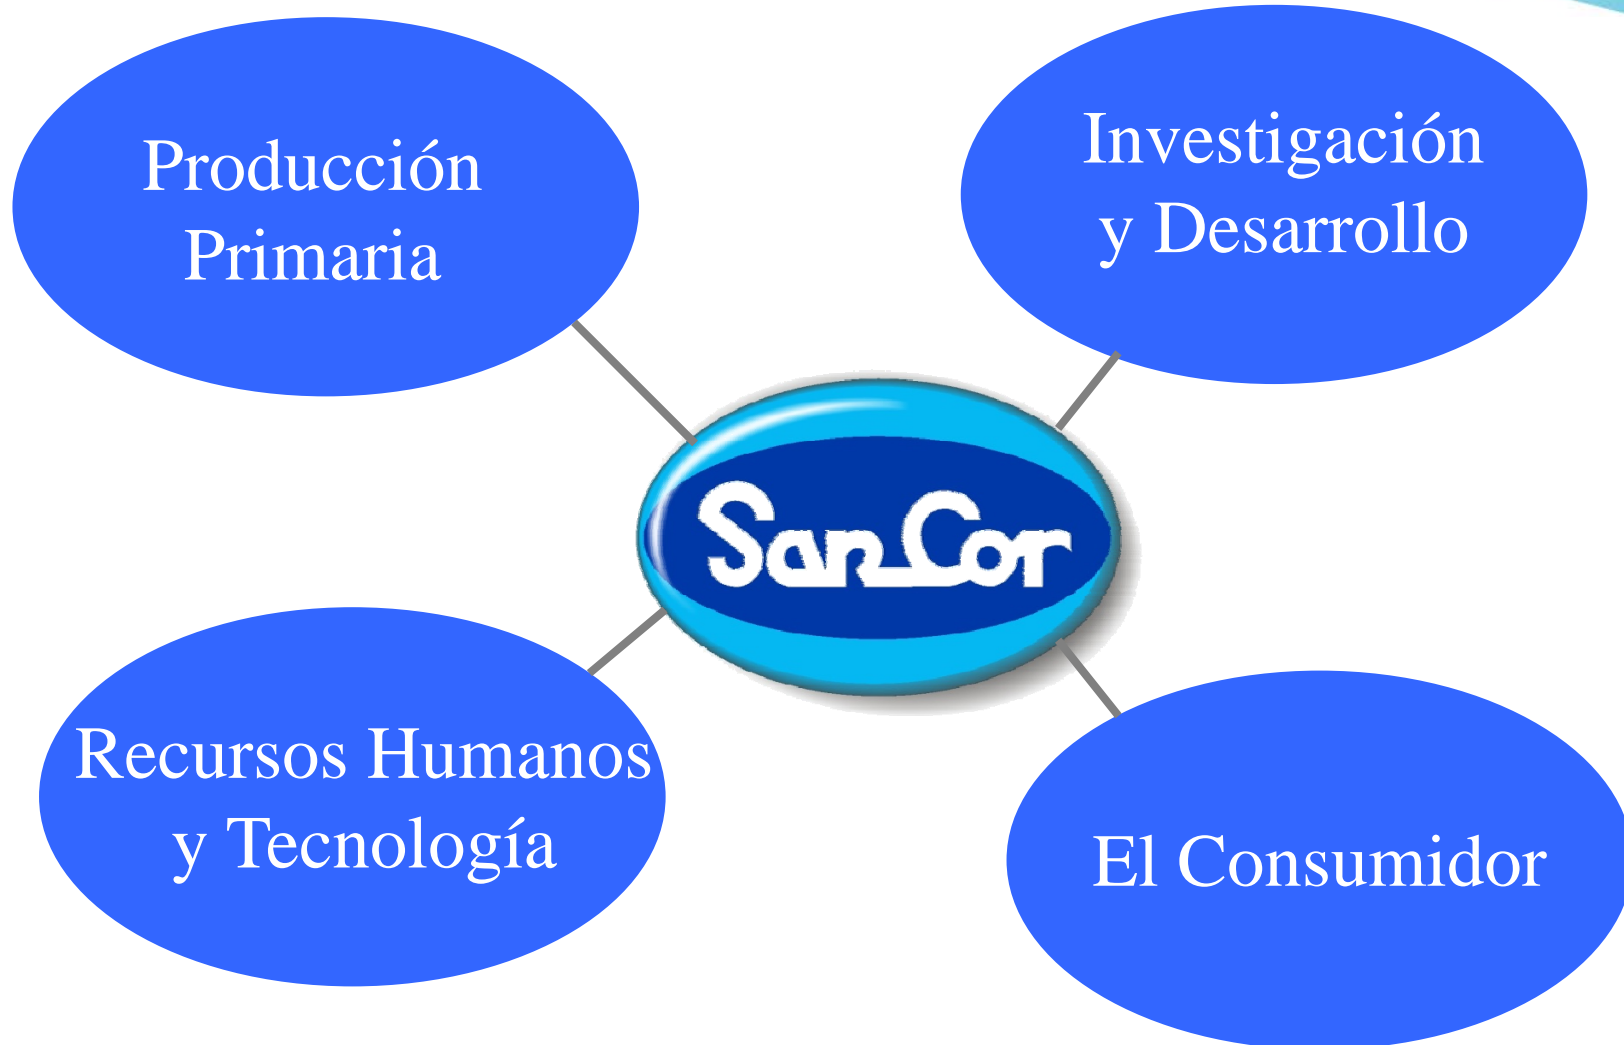 Producción
Primaria
Investigación
y Desarrollo
SanCor
Recursos Humanos
y Tecnología
El Consumidor